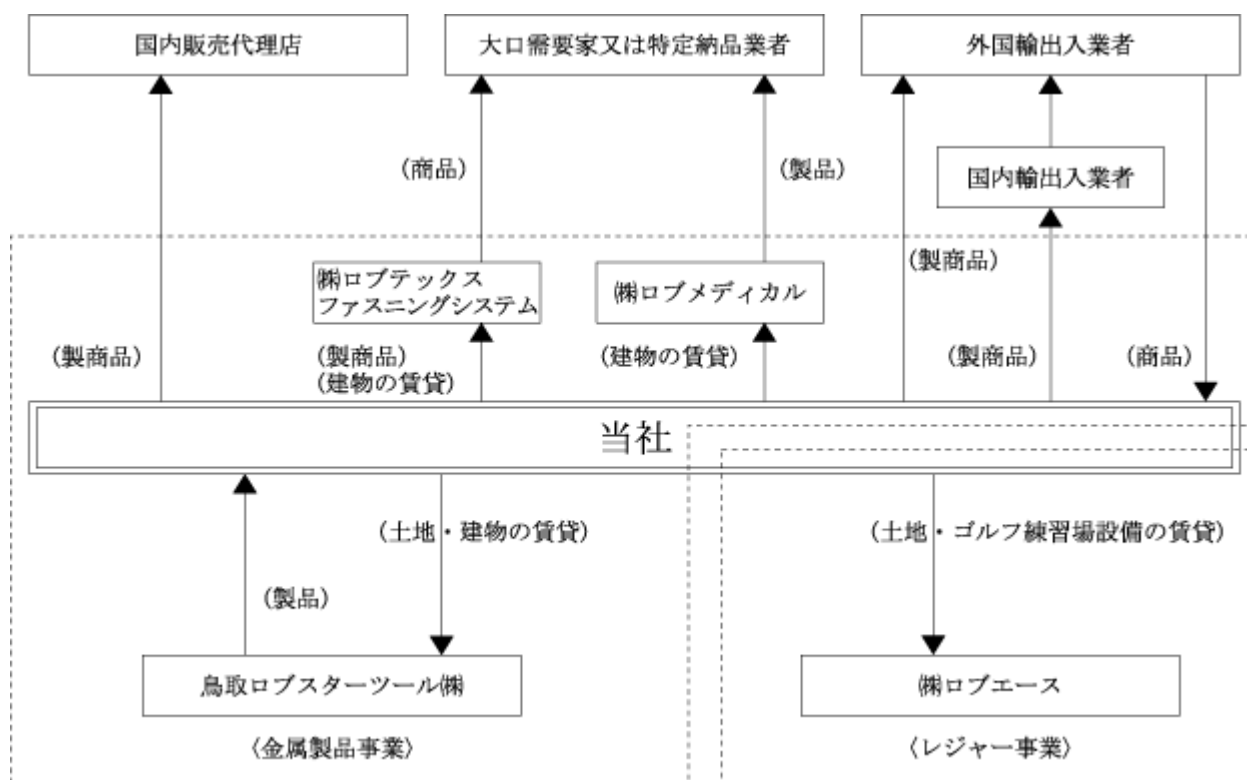 国内販売代理店
大口需要家又は特定納品業者
外国輸出入業者
(商品)
(製品)
国内輸出入業者
㈱ロブテックス
ファスニングシステム
㈱ロブメディカル
(製商品)
(製商品)
(製商品)
(建物の賃貸)
(建物の賃貸)
(製商品)
(商品)
当社
(土地・建物の賃貸)
(土地・ゴルフ練習場設備の賃貸)
(製品)
鳥取ロブスターツール㈱
㈱ロブエース
〈金属製品事業〉
〈レジャー事業〉